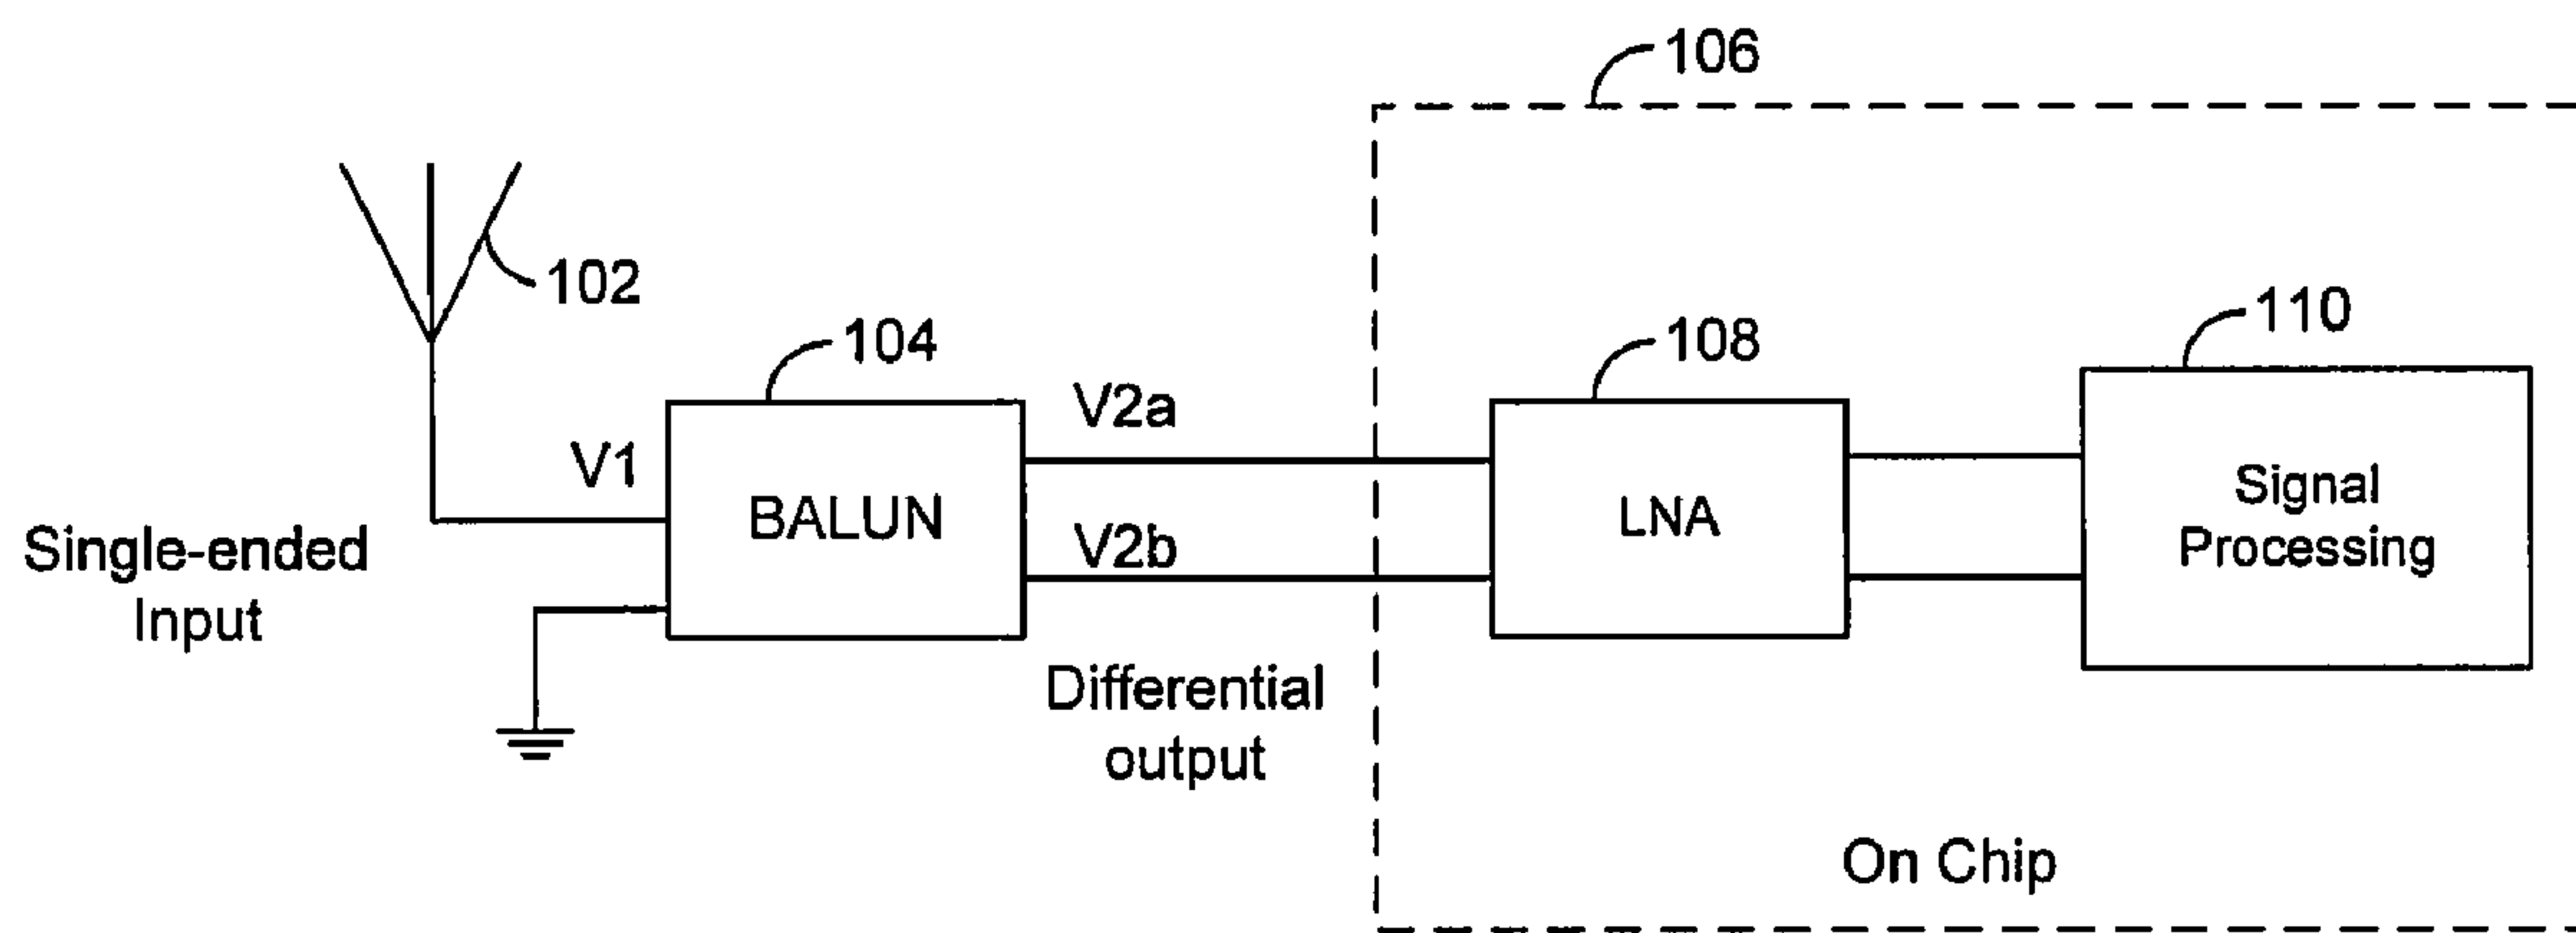 106
102
104
108
110
V1
V2a
V2b
BALUN
LNA
Signal
Processing
Single-ended
Input
Differential
output
On Chip